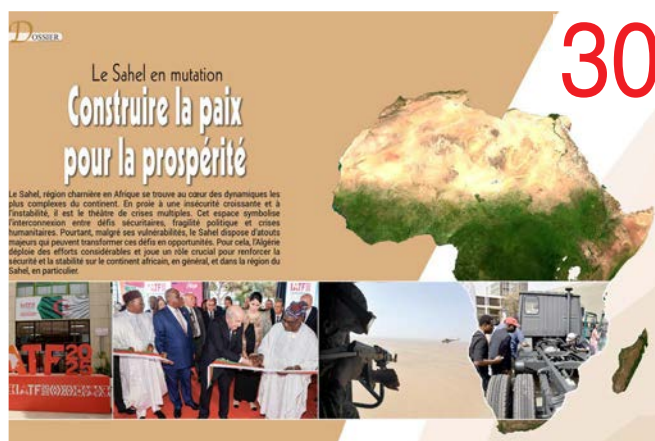 DOSSIER
30
Le Sahel en mutation
Construire la paix
pour la prospérité
Le Sahel, région charnière en Afrique se trouve au cœur des dynamiques les
plus complexes du continent. En proie à une insécurité croissante et à
l'instabilité, il est le théâtre de crises multiples. Cet espace symbolise
l'interconnexion entre défis sécuritaires, fragilité politique et crises
humanitaires. Pourtant, malgré ses vulnérabilités, le Sahel dispose d'atouts
majeurs qui peuvent transformer ces défis en opportunités. Pour cela, l'Algérie
déploie des efforts considérables et joue un rôle crucial pour renforcer la
sécurité et la stabilité sur le continent africain, en général, et dans la région du
Sahel, en particulier.